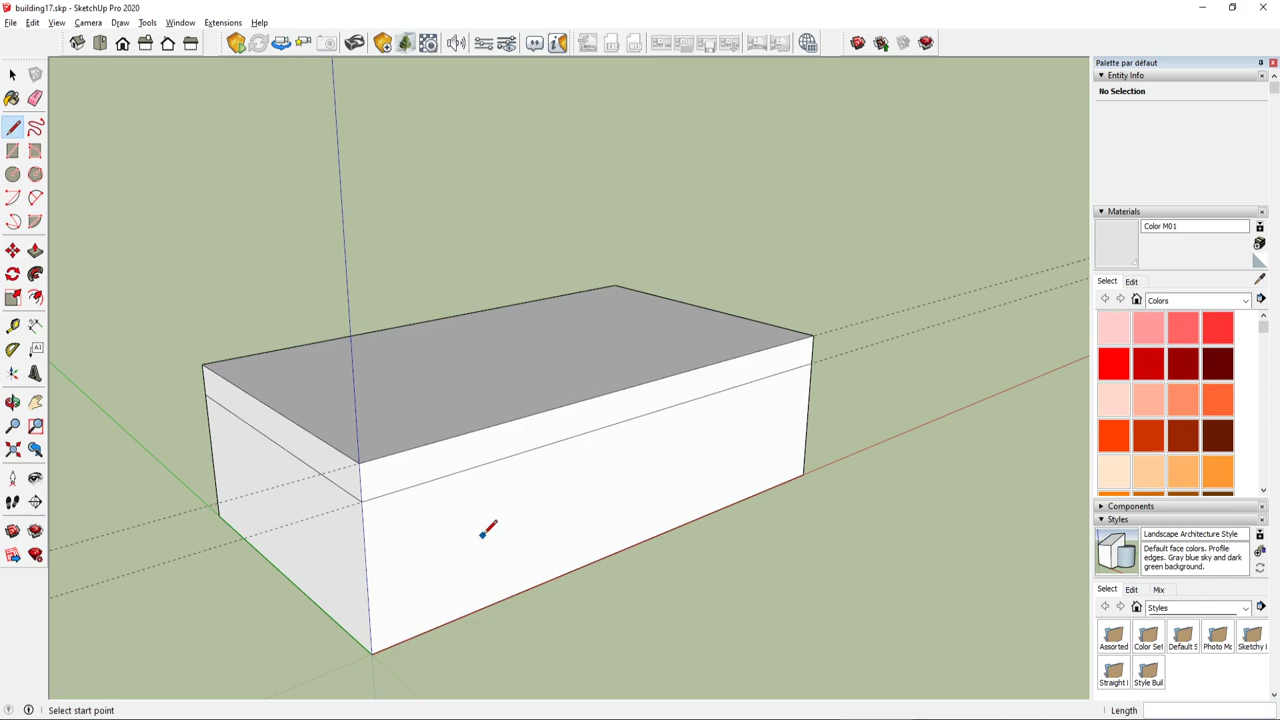 building17.skp - SketchUp Pro 2020
File Edit View Camera Draw Tools Window Extensions Help
Palette par défaut
Entity Info
No Selection
Materials
Color M01
Select Edit
Colors
Components
Styles
Landscape Architecture Style
Default face colors. Profile
edges. Gray blue sky and dark
green background.
Select Edit Mix
Styles
Assorted Color Set Default S Photo Mo Sketchy I
Straight I Style Buil
Select start point
Length